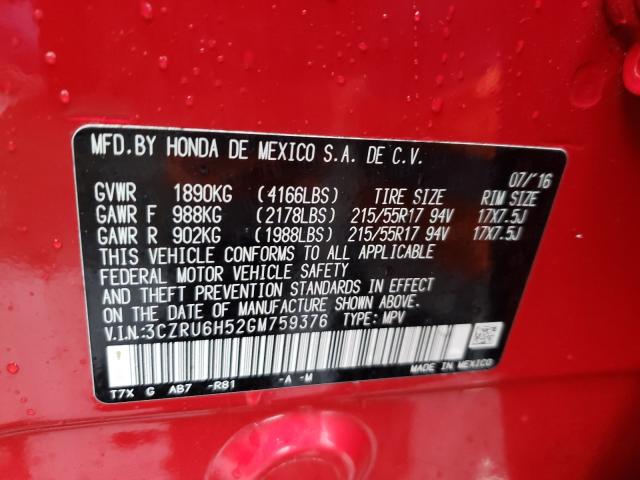 MFD.BY HONDA DE MEXICO S.A. DE C.V.
07/'16
GVWR 1890KG (4166LBS) TIRE SIZE RIM SIZE
GAWR F 988KG (2178LBS) 215/55R17 94V 17X7.5J
GAWR R 902KG (1988LBS) 215/55R17 94V 17X7.5J
THIS VEHICLE CONFORMS TO ALL APPLICABLE
FEDERAL MOTOR VEHICLE SAFETY
AND THEFT PREVENTION STANDARDS IN EFFECT
ON THE DATE OF MANUFACTURE SHOWN ABOVE.
V.I.N.:3CZRU6H52GM759376 TYPE: MPV
MADE IN MEXICO
T7X G AB7 -R81 -A -M